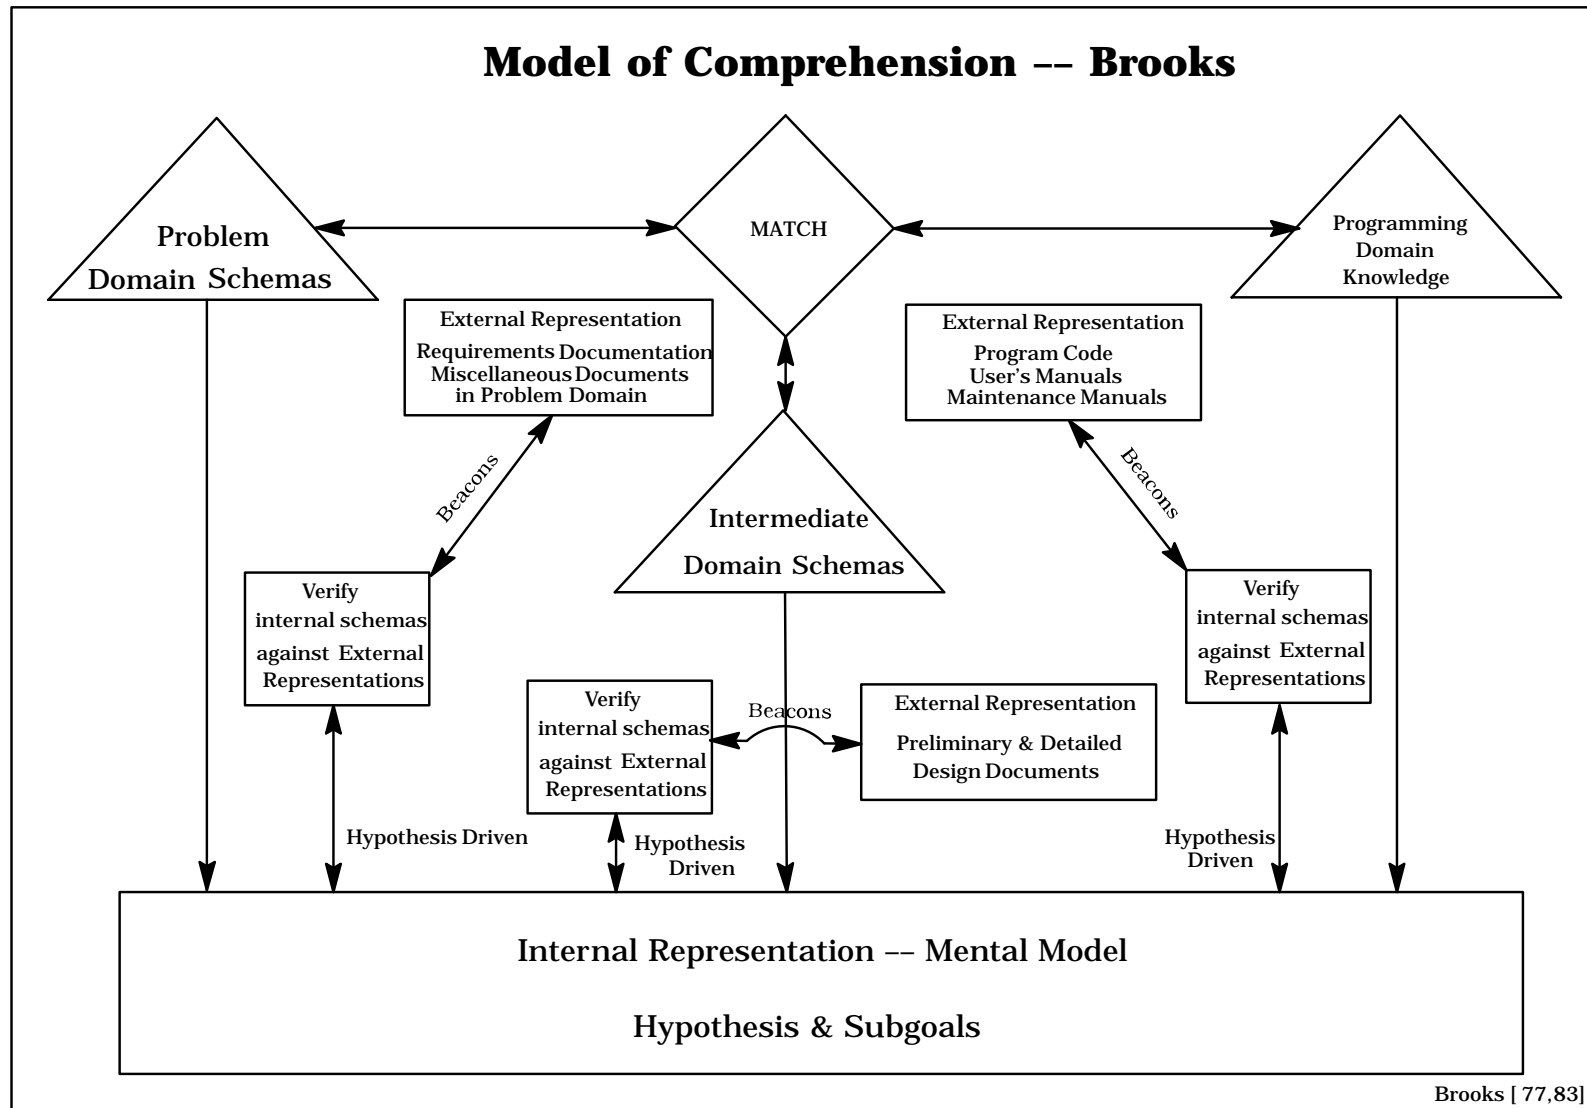 Model of Comprehension -- Brooks
Problem
Domain Schemas
MATCH
Programming
Domain
Knowledge
External Representation
Requirements Documentation
Miscellaneous Documents
in Problem Domain
External Representation
Program Code
User's Manuals
Maintenance Manuals
Beacons
Beacons
Intermediate
Domain Schemas
Verify
internal schemas
against External
Representations
Verify
internal schemas
against External
Representations
Verify
internal schemas
against External
Representations
Beacons
External Representation
Preliminary & Detailed
Design Documents
Hypothesis Driven
Hypothesis
Driven
Hypothesis
Driven
Internal Representation -- Mental Model
Hypothesis & Subgoals
Brooks [ 77,83]